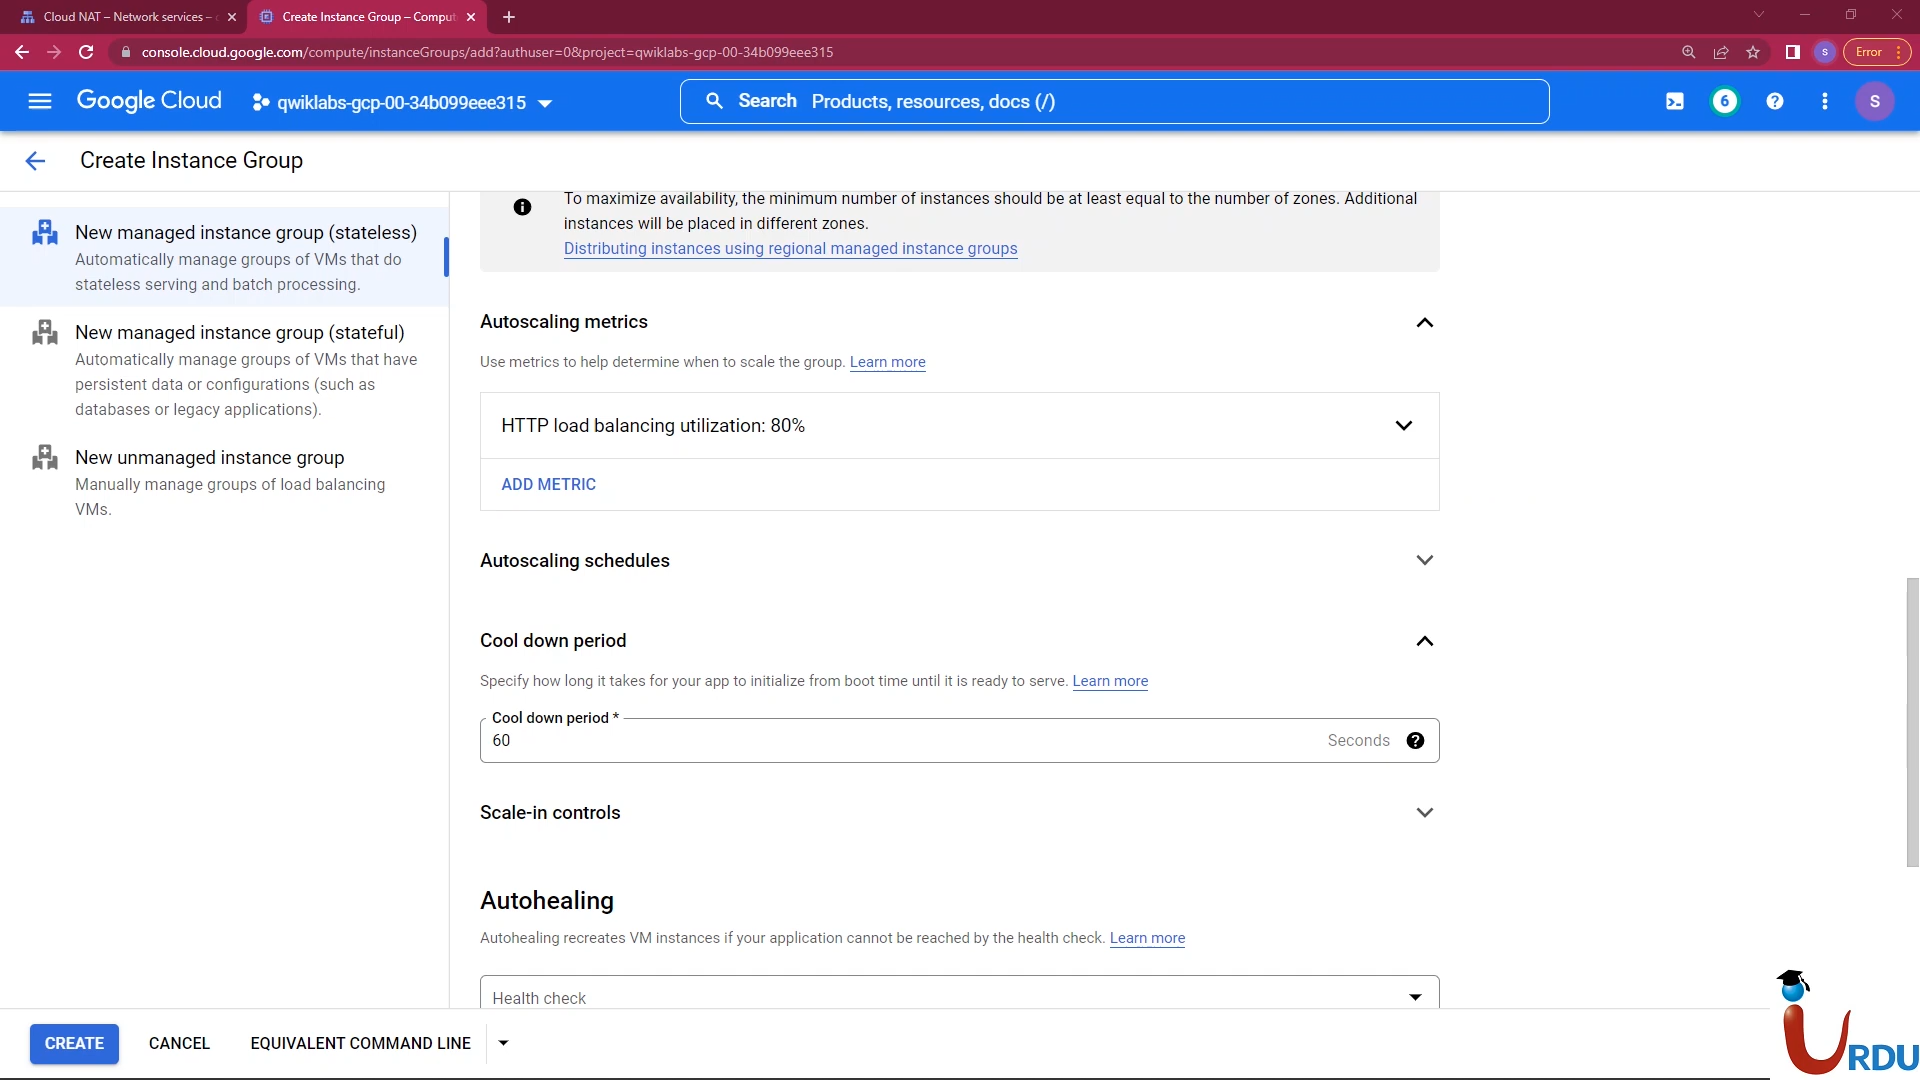 Cloud NAT – Network services –
Create Instance Group – Comput
console.cloud.google.com/compute/instanceGroups/add?authuser=0&project=qwiklabs-gcp-00-34b099eee315
S
Error
Google Cloud
qwiklabs-gcp-00-34b099eee315
Search Products, resources, docs (/)
6
S
Create Instance Group
New managed instance group (stateless)
Automatically manage groups of VMs that do
stateless serving and batch processing.
New managed instance group (stateful)
Automatically manage groups of VMs that have
persistent data or configurations (such as
databases or legacy applications).
New unmanaged instance group
Manually manage groups of load balancing
VMs.
To maximize availability, the minimum number of instances should be at least equal to the number of zones. Additional
instances will be placed in different zones.
Distributing instances using regional managed instance groups
Autoscaling metrics
Use metrics to help determine when to scale the group. Learn more
HTTP load balancing utilization: 80%
ADD METRIC
Autoscaling schedules
Cool down period
Specify how long it takes for your app to initialize from boot time until it is ready to serve. Learn more
Cool down period *
60
Seconds
Scale-in controls
Autohealing
Autohealing recreates VM instances if your application cannot be reached by the health check. Learn more
Health check
CREATE
CANCEL
EQUIVALENT COMMAND LINE
iURDU